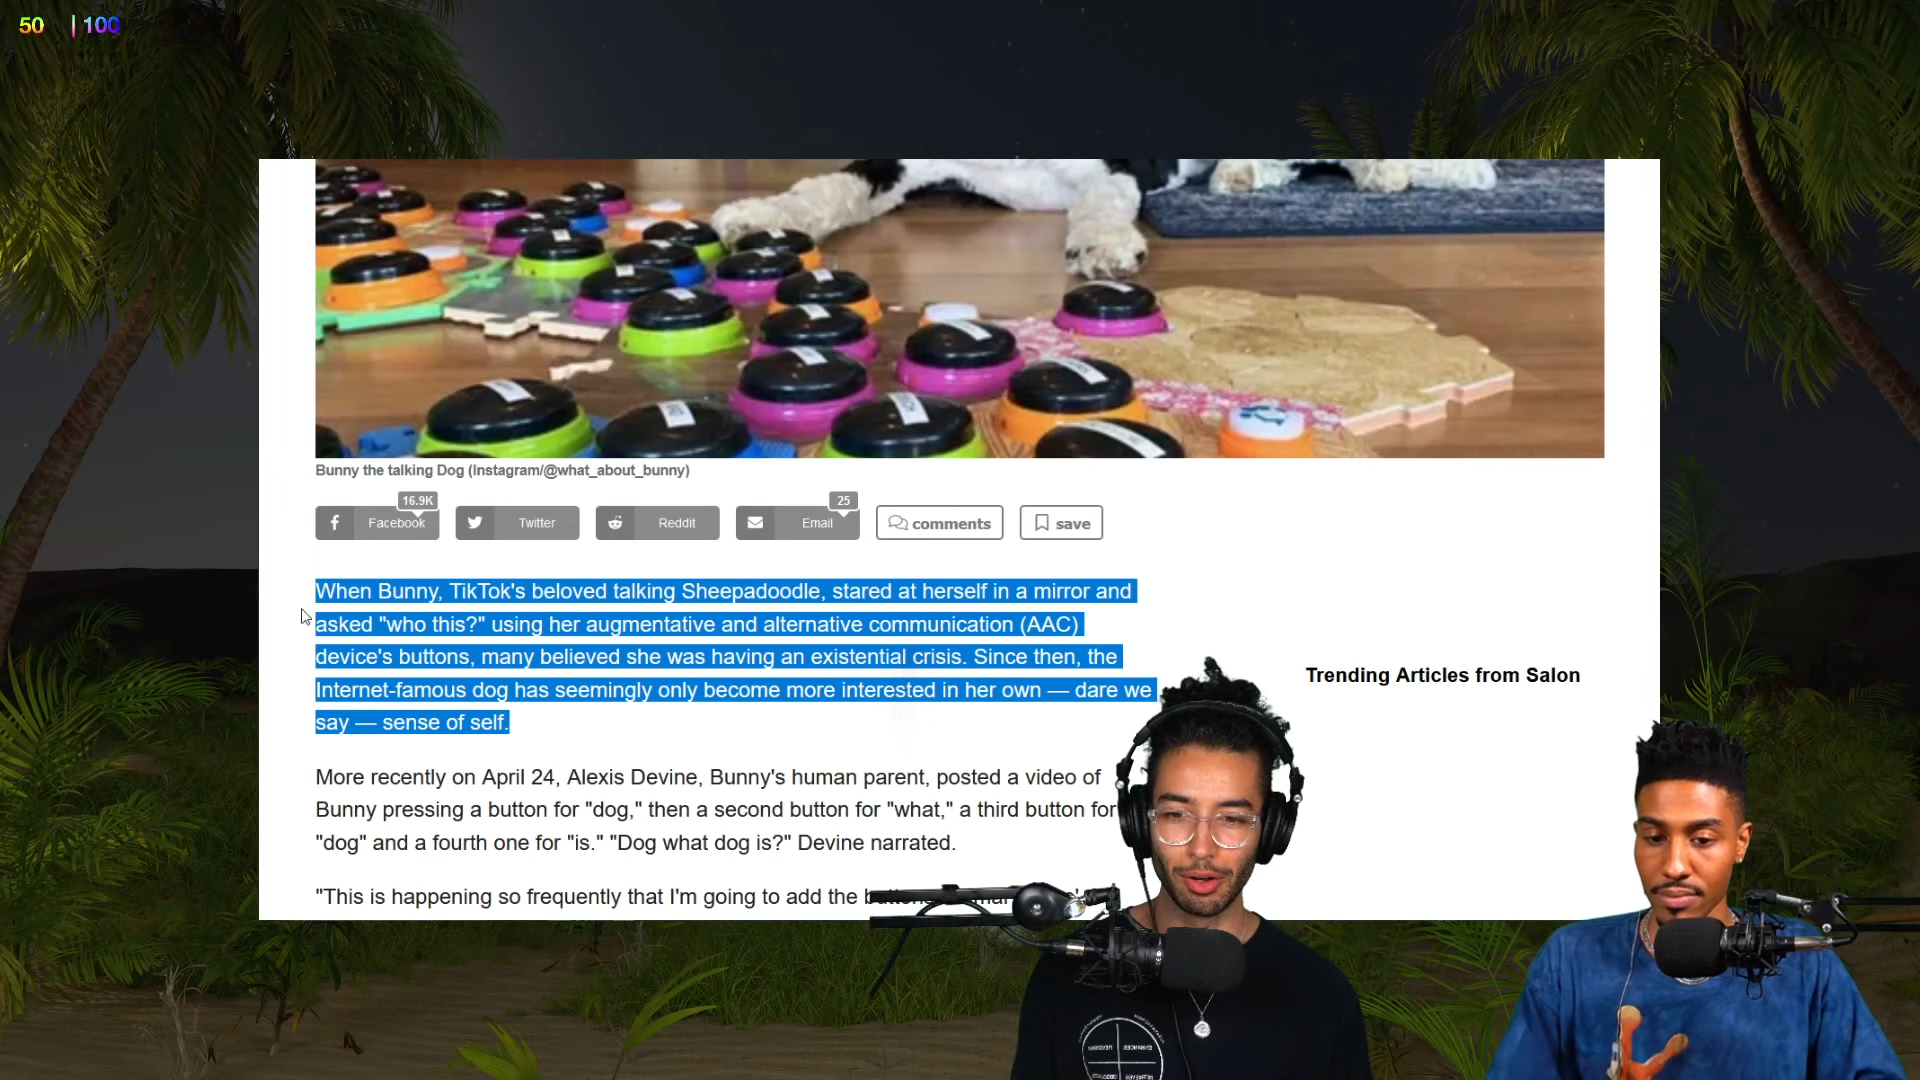 50 | 100
Bunny the talking Dog (Instagram/@what_about_bunny)
16.9K
25
Facebook
Twitter
Reddit
Email
comments
save
When Bunny, TikTok's beloved talking Sheepadoodle, stared at herself in a mirror and
asked "who this?" using her augmentative and alternative communication (AAC)
device's buttons, many believed she was having an existential crisis. Since then, the
Internet-famous dog has seemingly only become more interested in her own — dare we
say — sense of self.
Trending Articles from Salon
More recently on April 24, Alexis Devine, Bunny's human parent, posted a video of
Bunny pressing a button for "dog," then a second button for "what," a third button for
"dog" and a fourth one for "is." "Dog what dog is?" Devine narrated.
"This is happening so frequently that I'm going to add the